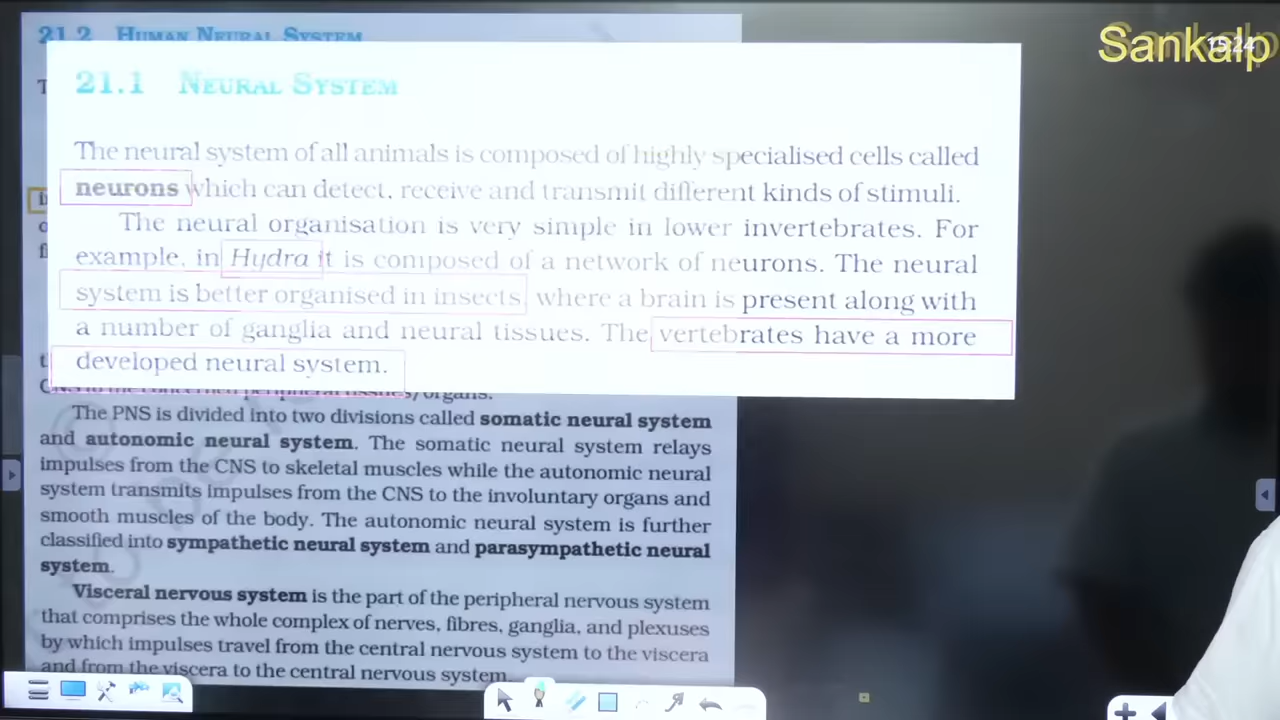 21.2 HUMAN NEURAL SYSTEM
Sankalp
15:24
21.1 NEURAL SYSTEM
The neural system of all animals is composed of highly specialised cells called
neurons which can detect, receive and transmit different kinds of stimuli.
The neural organisation is very simple in lower invertebrates. For
example, in Hydra it is composed of a network of neurons. The neural
system is better organised in insects, where a brain is present along with
a number of ganglia and neural tissues. The vertebrates have a more
developed neural system.
CNS to the concerned peripheral tissues/organs.
The PNS is divided into two divisions called somatic neural system
and autonomic neural system. The somatic neural system relays
impulses from the CNS to skeletal muscles while the autonomic neural
system transmits impulses from the CNS to the involuntary organs and
smooth muscles of the body. The autonomic neural system is further
classified into sympathetic neural system and parasympathetic neural
system.
Visceral nervous system is the part of the peripheral nervous system
that comprises the whole complex of nerves, fibres, ganglia, and plexuses
by which impulses travel from the central nervous system to the viscera
and from the viscera to the central nervous system.